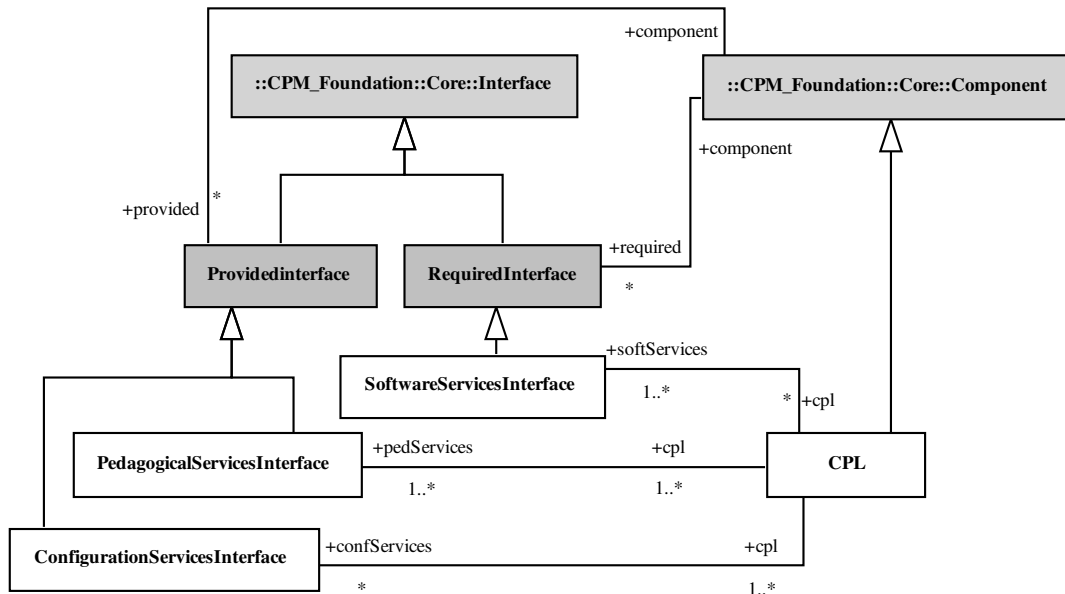 +component
::CPM_Foundation::Core::Interface
::CPM_Foundation::Core::Component
+component
*
+provided
+required
*
Providedinterface
RequiredInterface
+softServices
1..*
SoftwareServicesInterface
* +cpl
+pedServices
1..*
+cpl
1..*
PedagogicalServicesInterface
CPL
+confServices
*
+cpl
1..*
ConfigurationServicesInterface